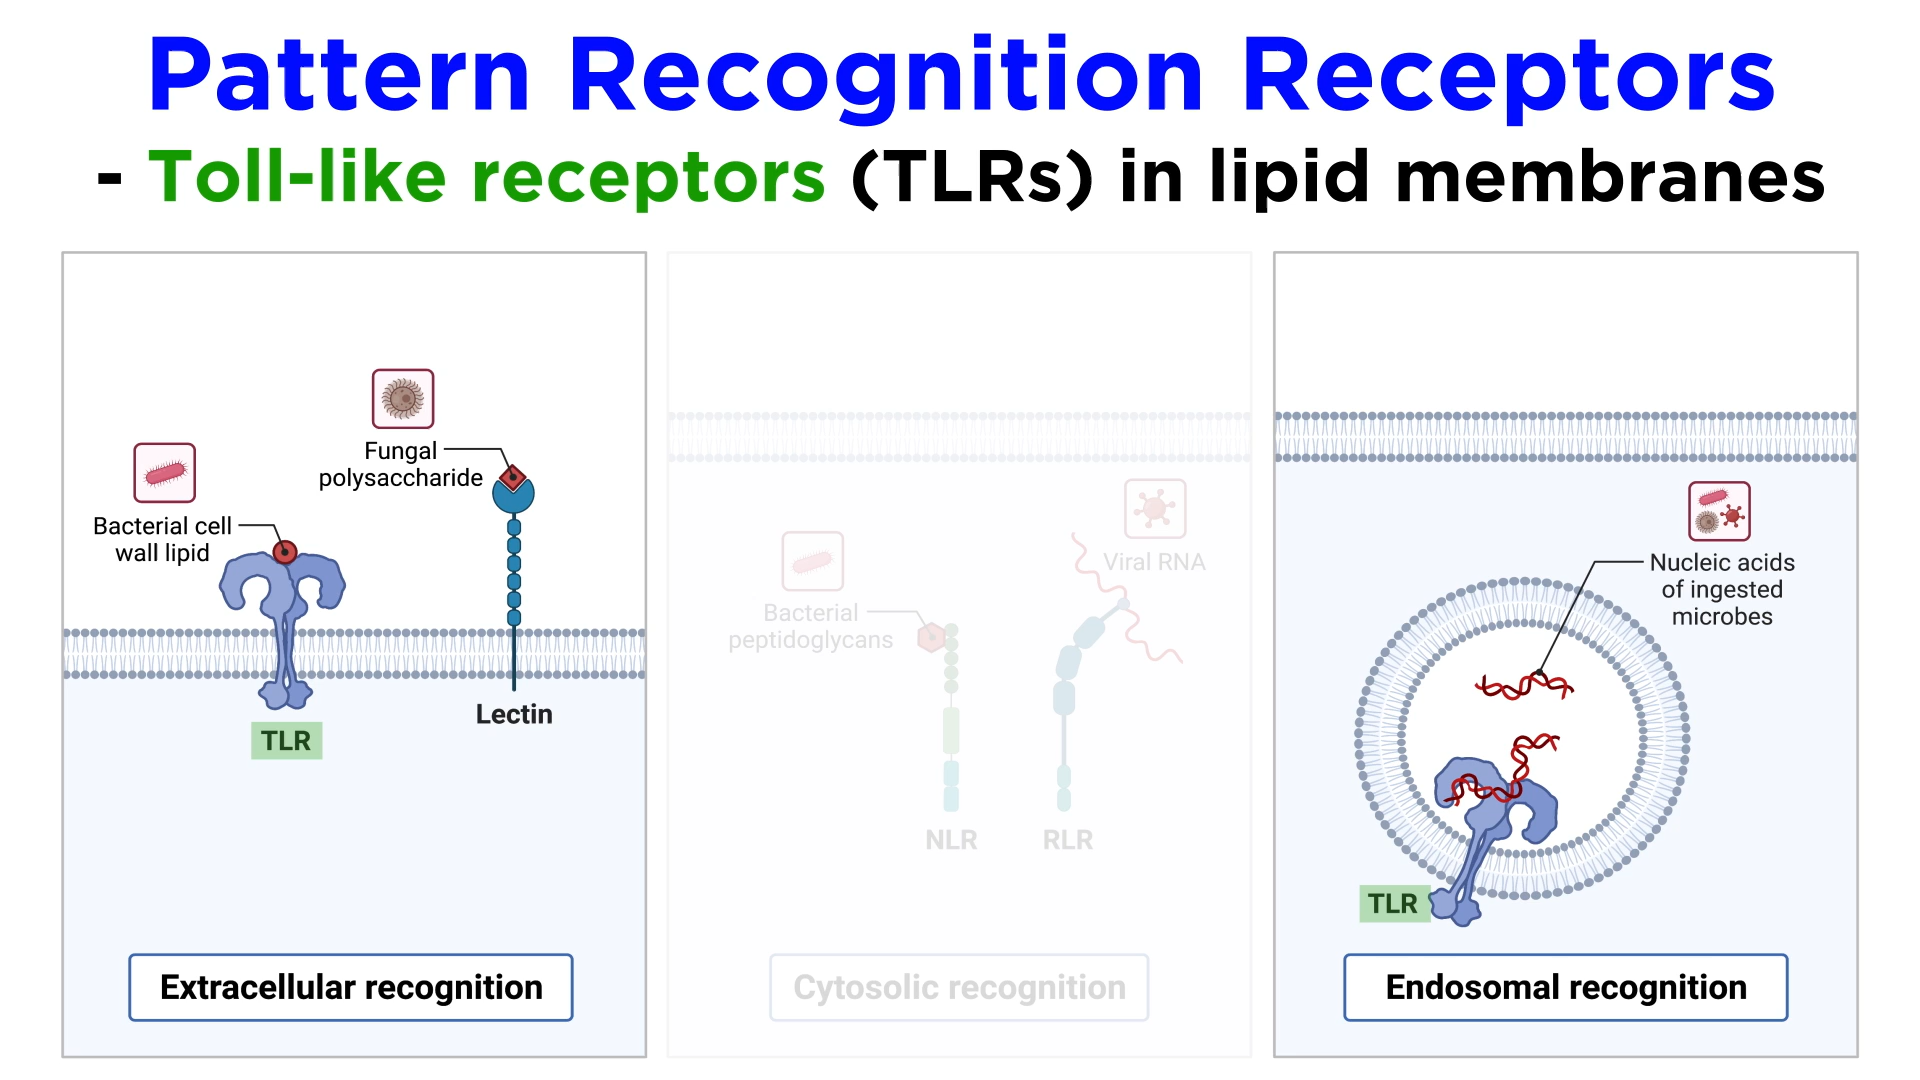 Pattern Recognition Receptors
- Toll-like receptors (TLRs) in lipid membranes
Fungal
polysaccharide
Bacterial cell
wall lipid
TLR
Lectin
Extracellular recognition
Viral RNA
Bacterial
peptidoglycans
NLR
RLR
Cytosolic recognition
Nucleic acids
of ingested
microbes
TLR
Endosomal recognition